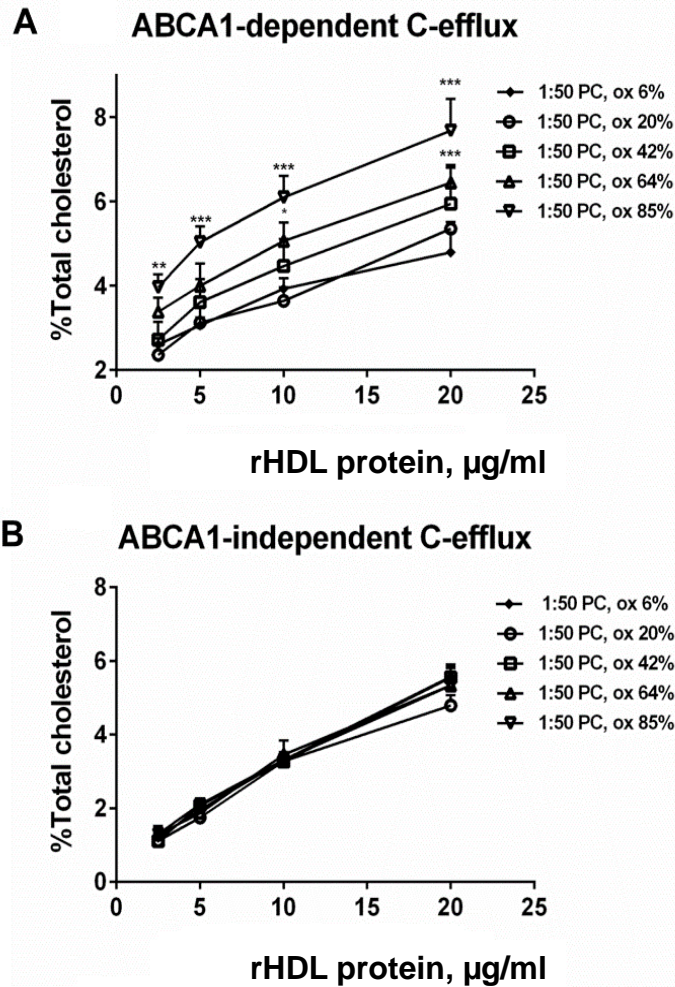 A
ABCA1-dependent C-efflux
%Total cholesterol
8
6
4
2
0 5 10 15 20 25
** *** *** * *** ***
1:50 PC, ox 6%
1:50 PC, ox 20%
1:50 PC, ox 42%
1:50 PC, ox 64%
1:50 PC, ox 85%
rHDL protein, µg/ml
B
ABCA1-independent C-efflux
%Total cholesterol
8
6
4
2
0
0 5 10 15 20 25
1:50 PC, ox 6%
1:50 PC, ox 20%
1:50 PC, ox 42%
1:50 PC, ox 64%
1:50 PC, ox 85%
rHDL protein, µg/ml